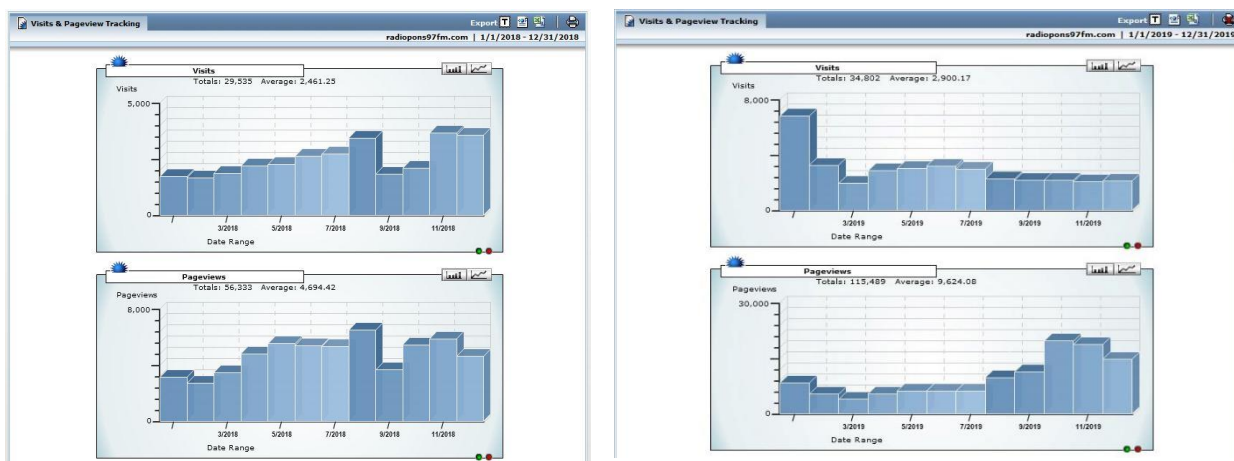 Visits & Pageview Tracking
Export T
radiopons97fm.com | 1/1/2018 - 12/31/2018
Visits
Totals: 29,535 Average: 2,461.25
Visits
5,000
0
3/2018 5/2018 7/2018 9/2018 11/2018
Date Range
Pageviews
Totals: 56,333 Average: 4,694.42
Pageviews
8,000
0
3/2018 5/2018 7/2018 9/2018 11/2018
Date Range
Visits & Pageview Tracking
Export T
radiopons97fm.com | 1/1/2019 - 12/31/2019
Visits
Totals: 34,802 Average: 2,900.17
Visits
8,000
0
3/2019 5/2019 7/2019 9/2019 11/2019
Date Range
Pageviews
Totals: 115,489 Average: 9,624.08
Pageviews
30,000
0
3/2019 5/2019 7/2019 9/2019 11/2019
Date Range